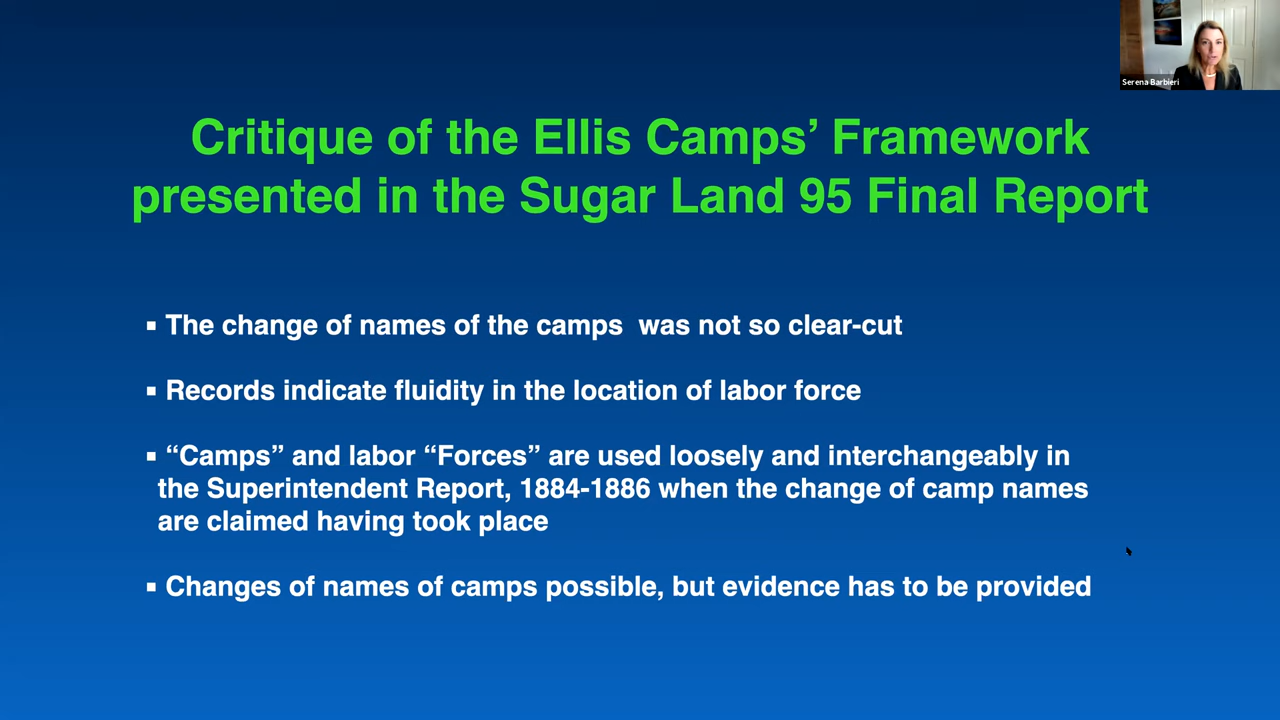 Serena Barbieri
Critique of the Ellis Camps’ Framework
presented in the Sugar Land 95 Final Report
▪ The change of names of the camps  was not so clear-cut
▪ Records indicate fluidity in the location of labor force
▪ “Camps” and labor “Forces” are used loosely and interchangeably in
the Superintendent Report, 1884-1886 when the change of camp names
are claimed having took place
▪ Changes of names of camps possible, but evidence has to be provided